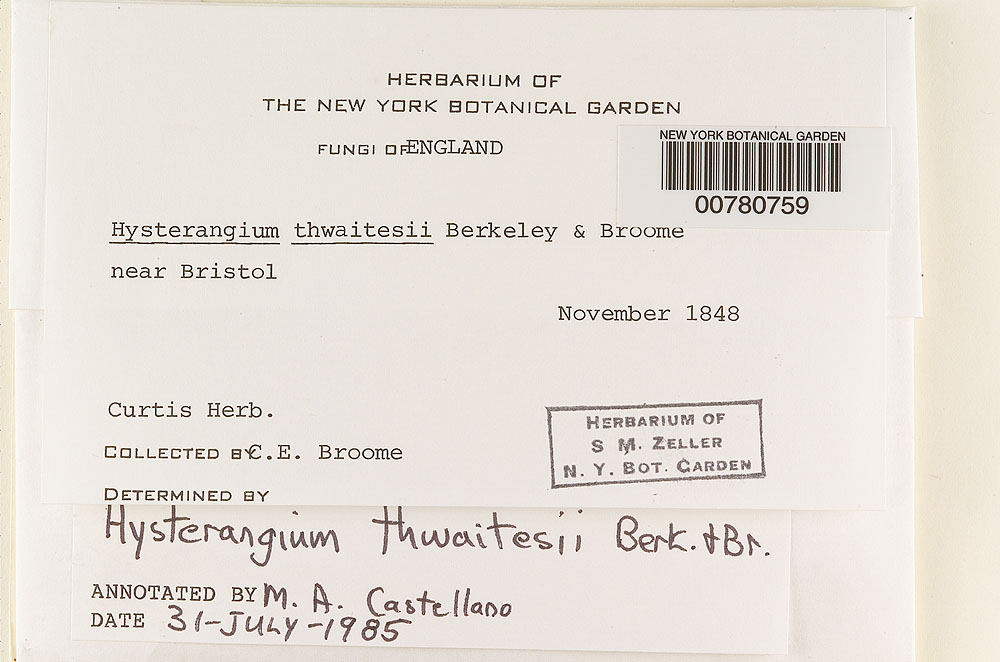 HERBARIUM OF
THE NEW YORK BOTANICAL GARDEN
FUNGI OF ENGLAND
NEW YORK BOTANICAL GARDEN
00780759
Hysterangium thwaitesii Berkeley & Broome
near Bristol
November 1848
Curtis Herb.
COLLECTED BY C.E. Broome
HERBARIUM OF
S M. ZELLER
N. Y. BOT. GARDEN
DETERMINED BY
Hysterangium thwaitesii Berk. & Br.
ANNOTATED BY M. A. Castellano
DATE 31-JULY-1985